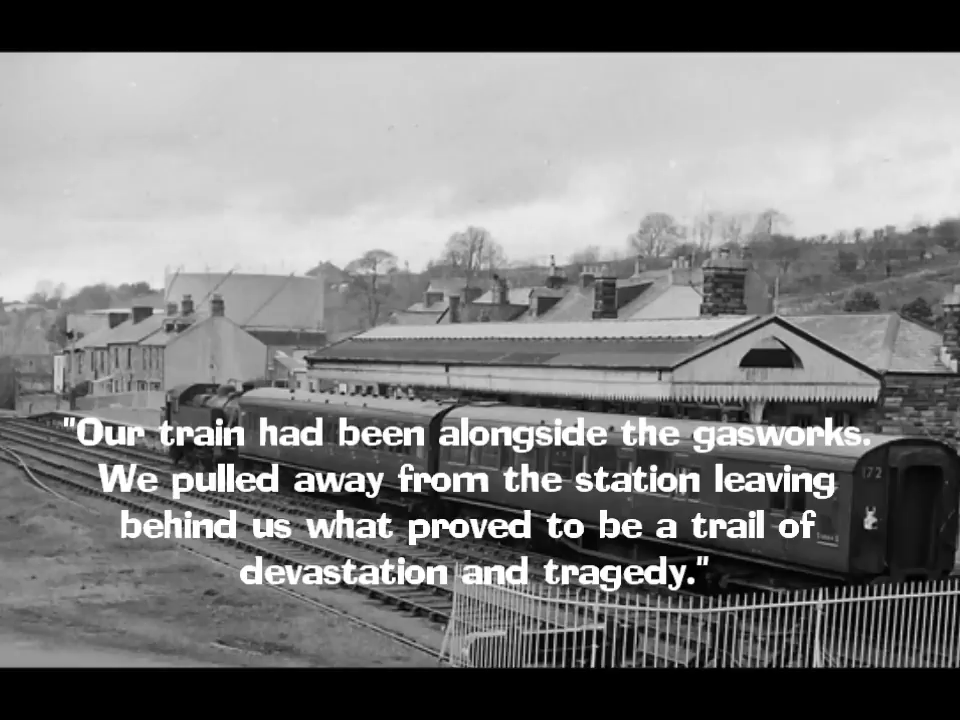 "Our train had been alongside the gasworks.
We pulled away from the station leaving
behind us what proved to be a trail of
devastation and tragedy."
172